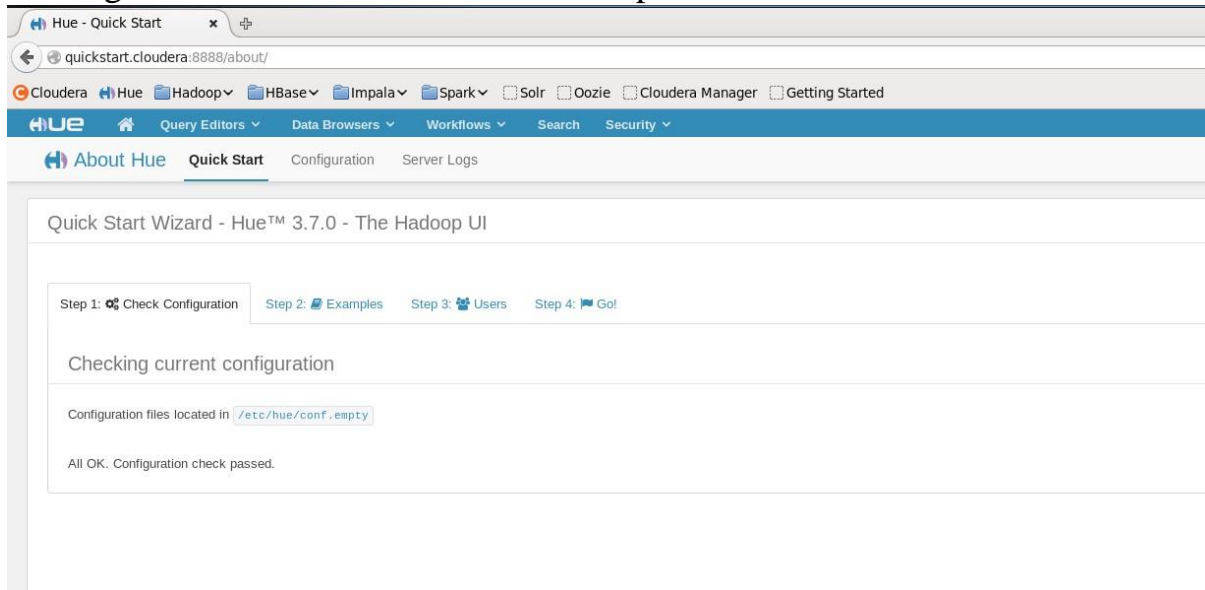 Hue - Quick Start
quickstart.cloudera:8888/about/
Cloudera Hue Hadoop HBase Impala Spark Solr Oozie Cloudera Manager Getting Started
HUE Query Editors Data Browsers Workflows Search Security
About Hue Quick Start Configuration Server Logs
Quick Start Wizard - Hue™ 3.7.0 - The Hadoop UI
Step 1: Check Configuration Step 2: Examples Step 3: Users Step 4: Go!
Checking current configuration
Configuration files located in /etc/hue/conf.empty
All OK. Configuration check passed.